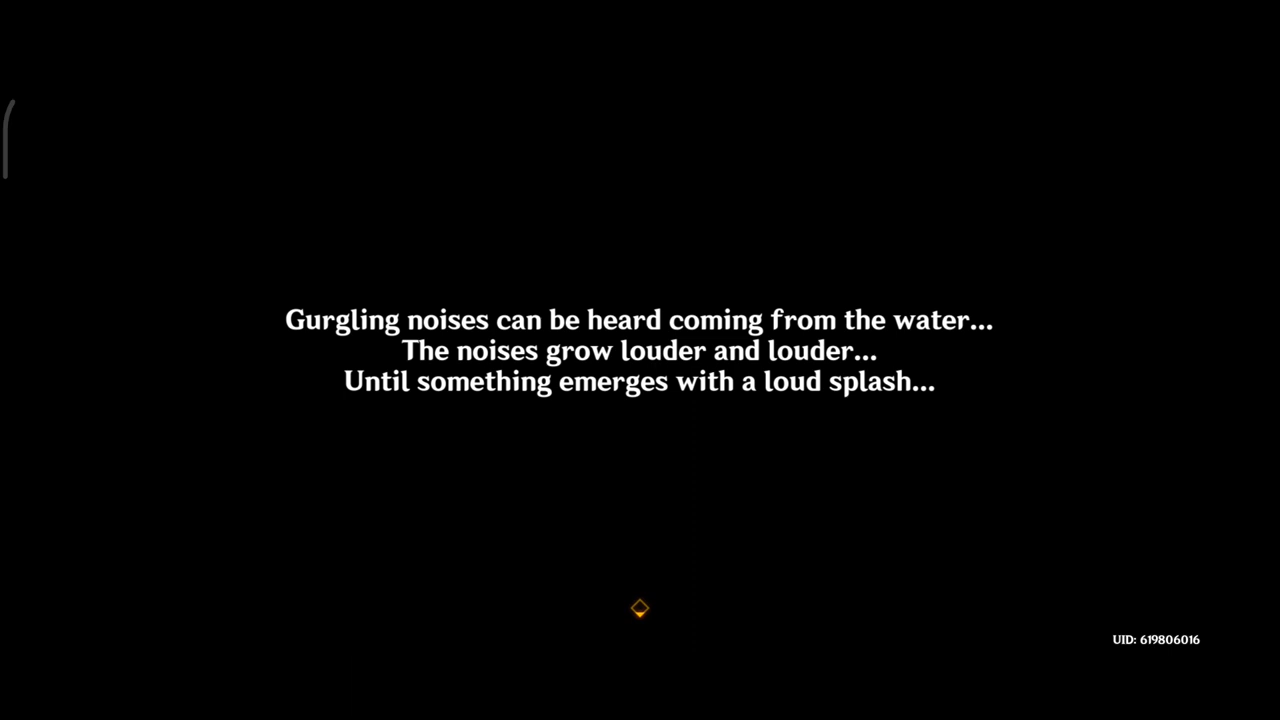 Gurgling noises can be heard coming from the water...
The noises grow louder and louder...
Until something emerges with a loud splash...
UID: 619806016